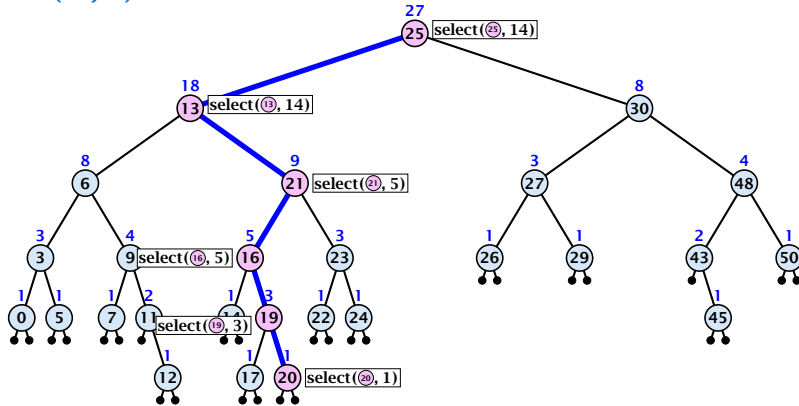 27
25 select(25, 14)
18 8
13 select(13, 14) 30
8 9 3 4
6 21 select(21, 5) 27 48
3 4 5 3 1 1 2 1
3 9 select(16, 5) 16 23 26 29 43 50
1 1 1 2 1 3 1 1 1
0 5 7 11 select(19, 3) 14 19 22 24 45
1 1 1
12 17 20 select(20, 1)